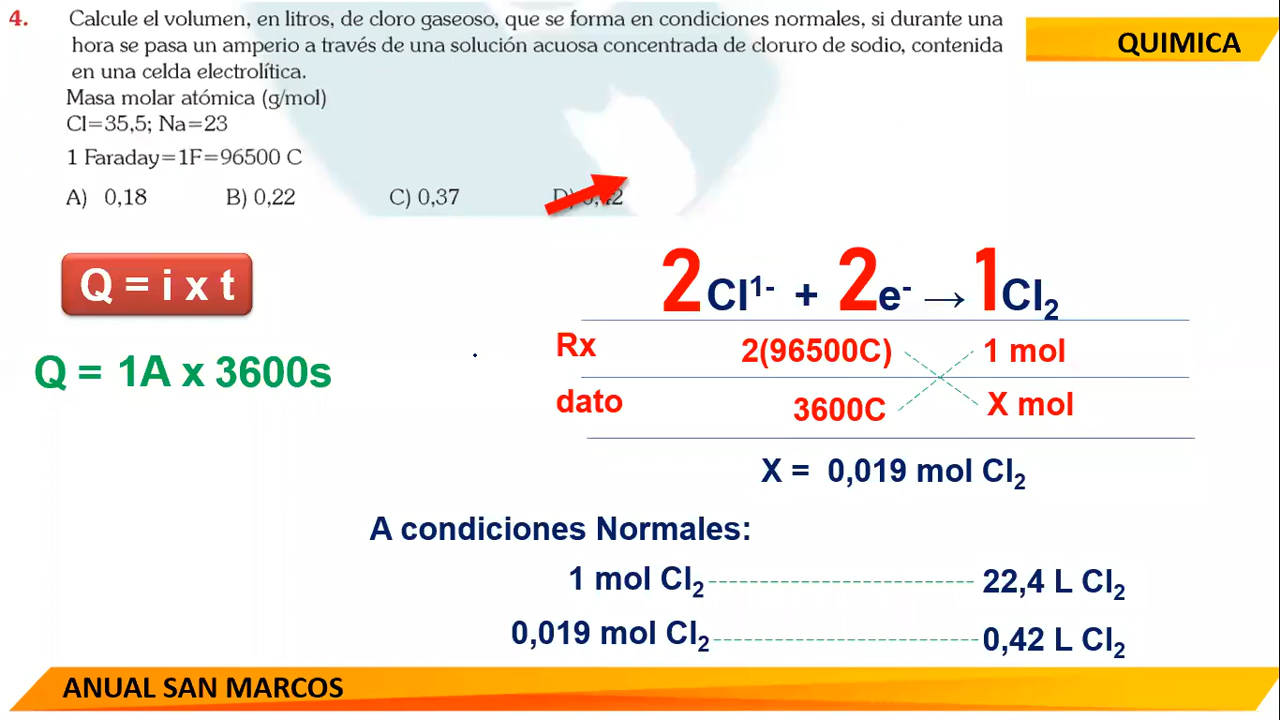 4. Calcule el volumen, en litros, de cloro gaseoso, que se forma en condiciones normales, si durante una
hora se pasa un amperio a través de una solución acuosa concentrada de cloruro de sodio, contenida
en una celda electrolítica.
Masa molar atómica (g/mol)
Cl=35,5; Na=23
1 Faraday=1F=96500 C
A) 0,18 B) 0,22 C) 0,37 D) 0,42
QUIMICA
Q = i x t
Q = 1A x 3600s
2Cl¹⁻ + 2e⁻ → 1Cl₂
Rx 2(96500C) 1 mol
dato 3600C X mol
X = 0,019 mol Cl₂
A condiciones Normales:
1 mol Cl₂ 22,4 L Cl₂
0,019 mol Cl₂ 0,42 L Cl₂
ANUAL SAN MARCOS